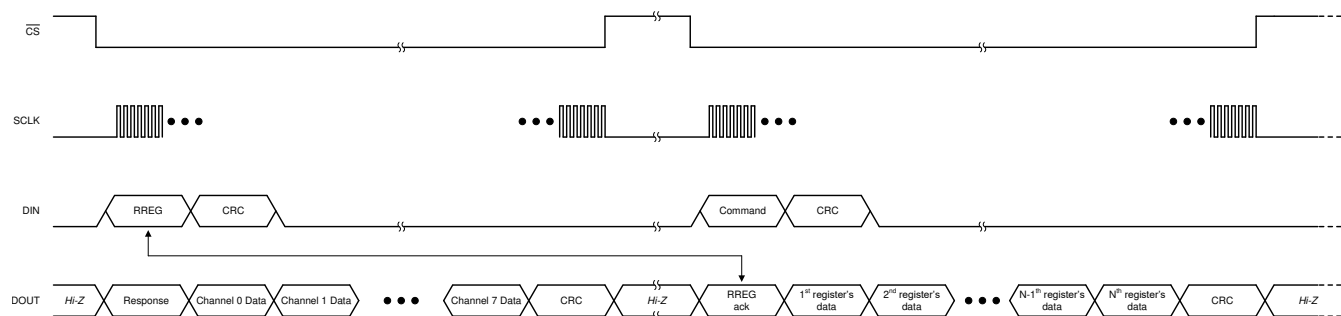 CS
SCLK
DIN
RREG
CRC
Command
CRC
DOUT
Hi-Z
Response
Channel 0 Data
Channel 1 Data
Channel 7 Data
CRC
Hi-Z
RREG
ack
1st register's
data
2nd register's
data
N-1th register's
data
Nth register's
data
CRC
Hi-Z